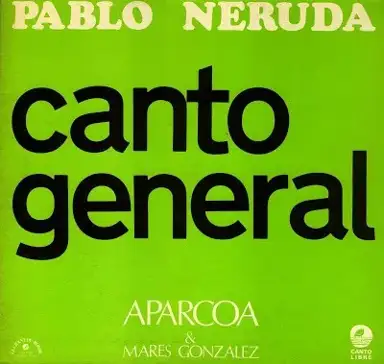 PABLO NERUDA
canto
general
APARCOA
&
MARES GONZALEZ
CANTO
LIBRE